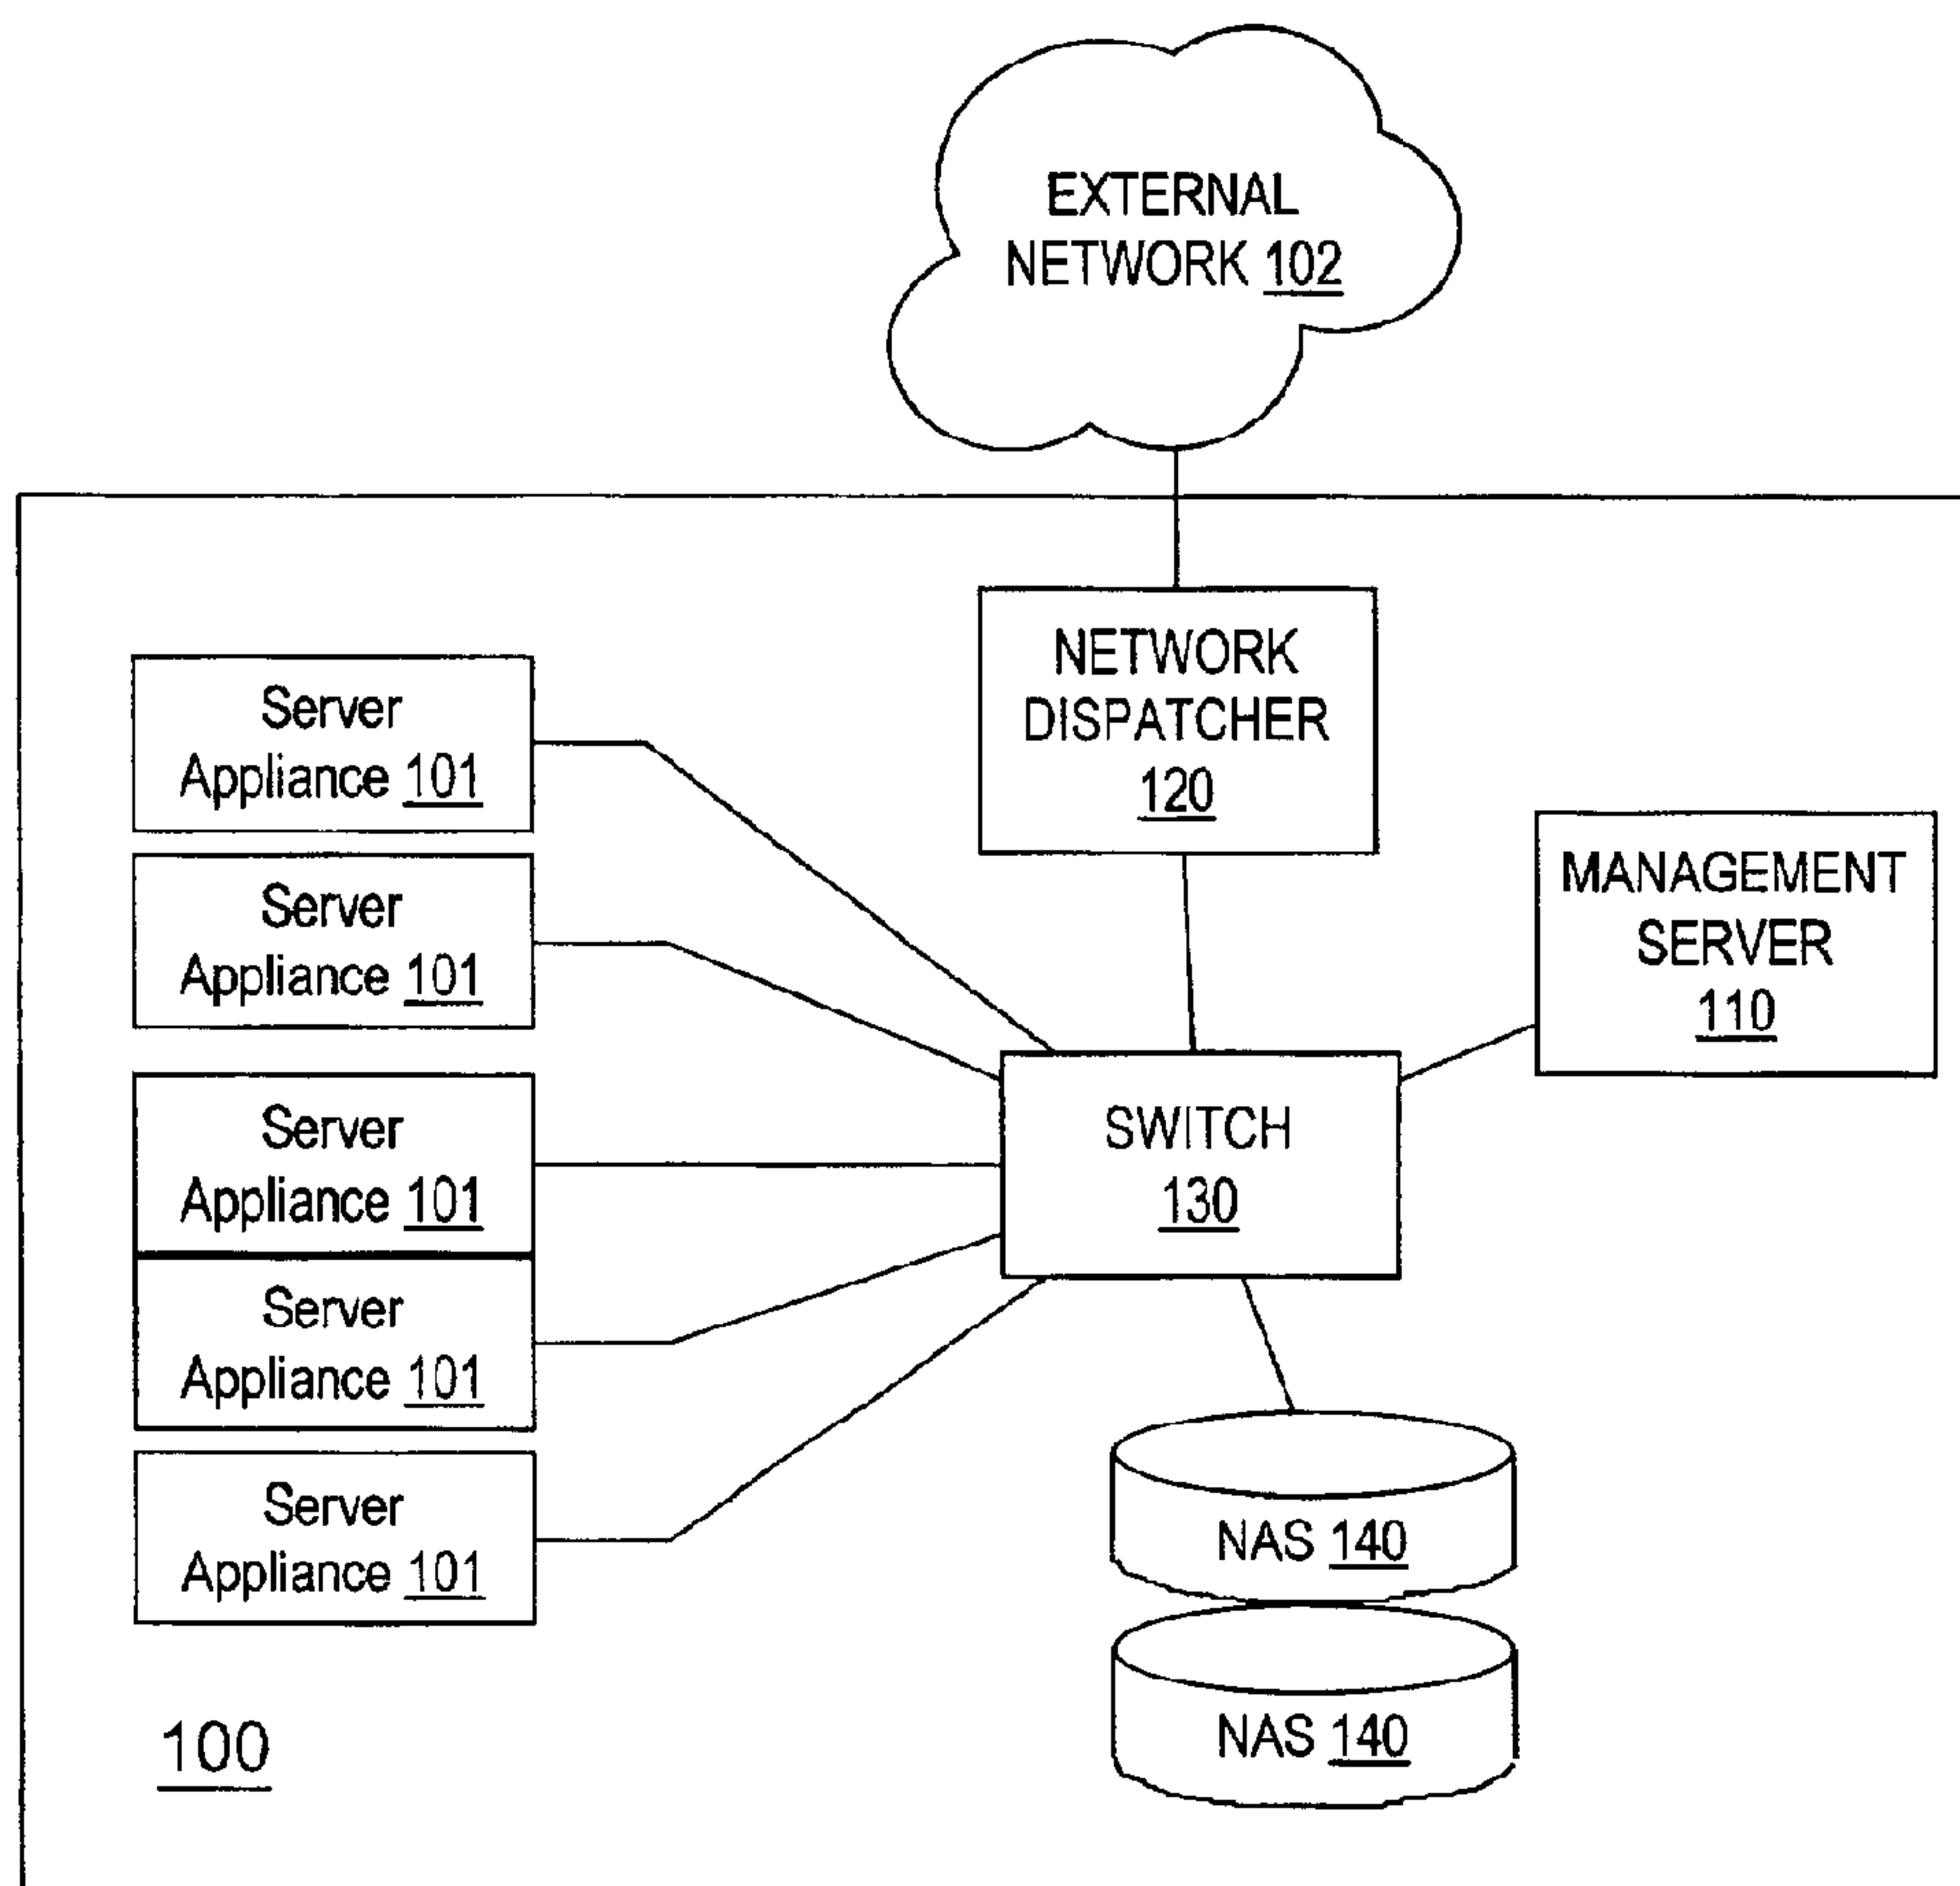 EXTERNAL
NETWORK 102
NETWORK
DISPATCHER
120
Server
Appliance 101
Server
Appliance 101
MANAGEMENT
SERVER
110
Server
Appliance 101
SWITCH
130
Server
Appliance 101
Server
Appliance 101
NAS 140
NAS 140
100